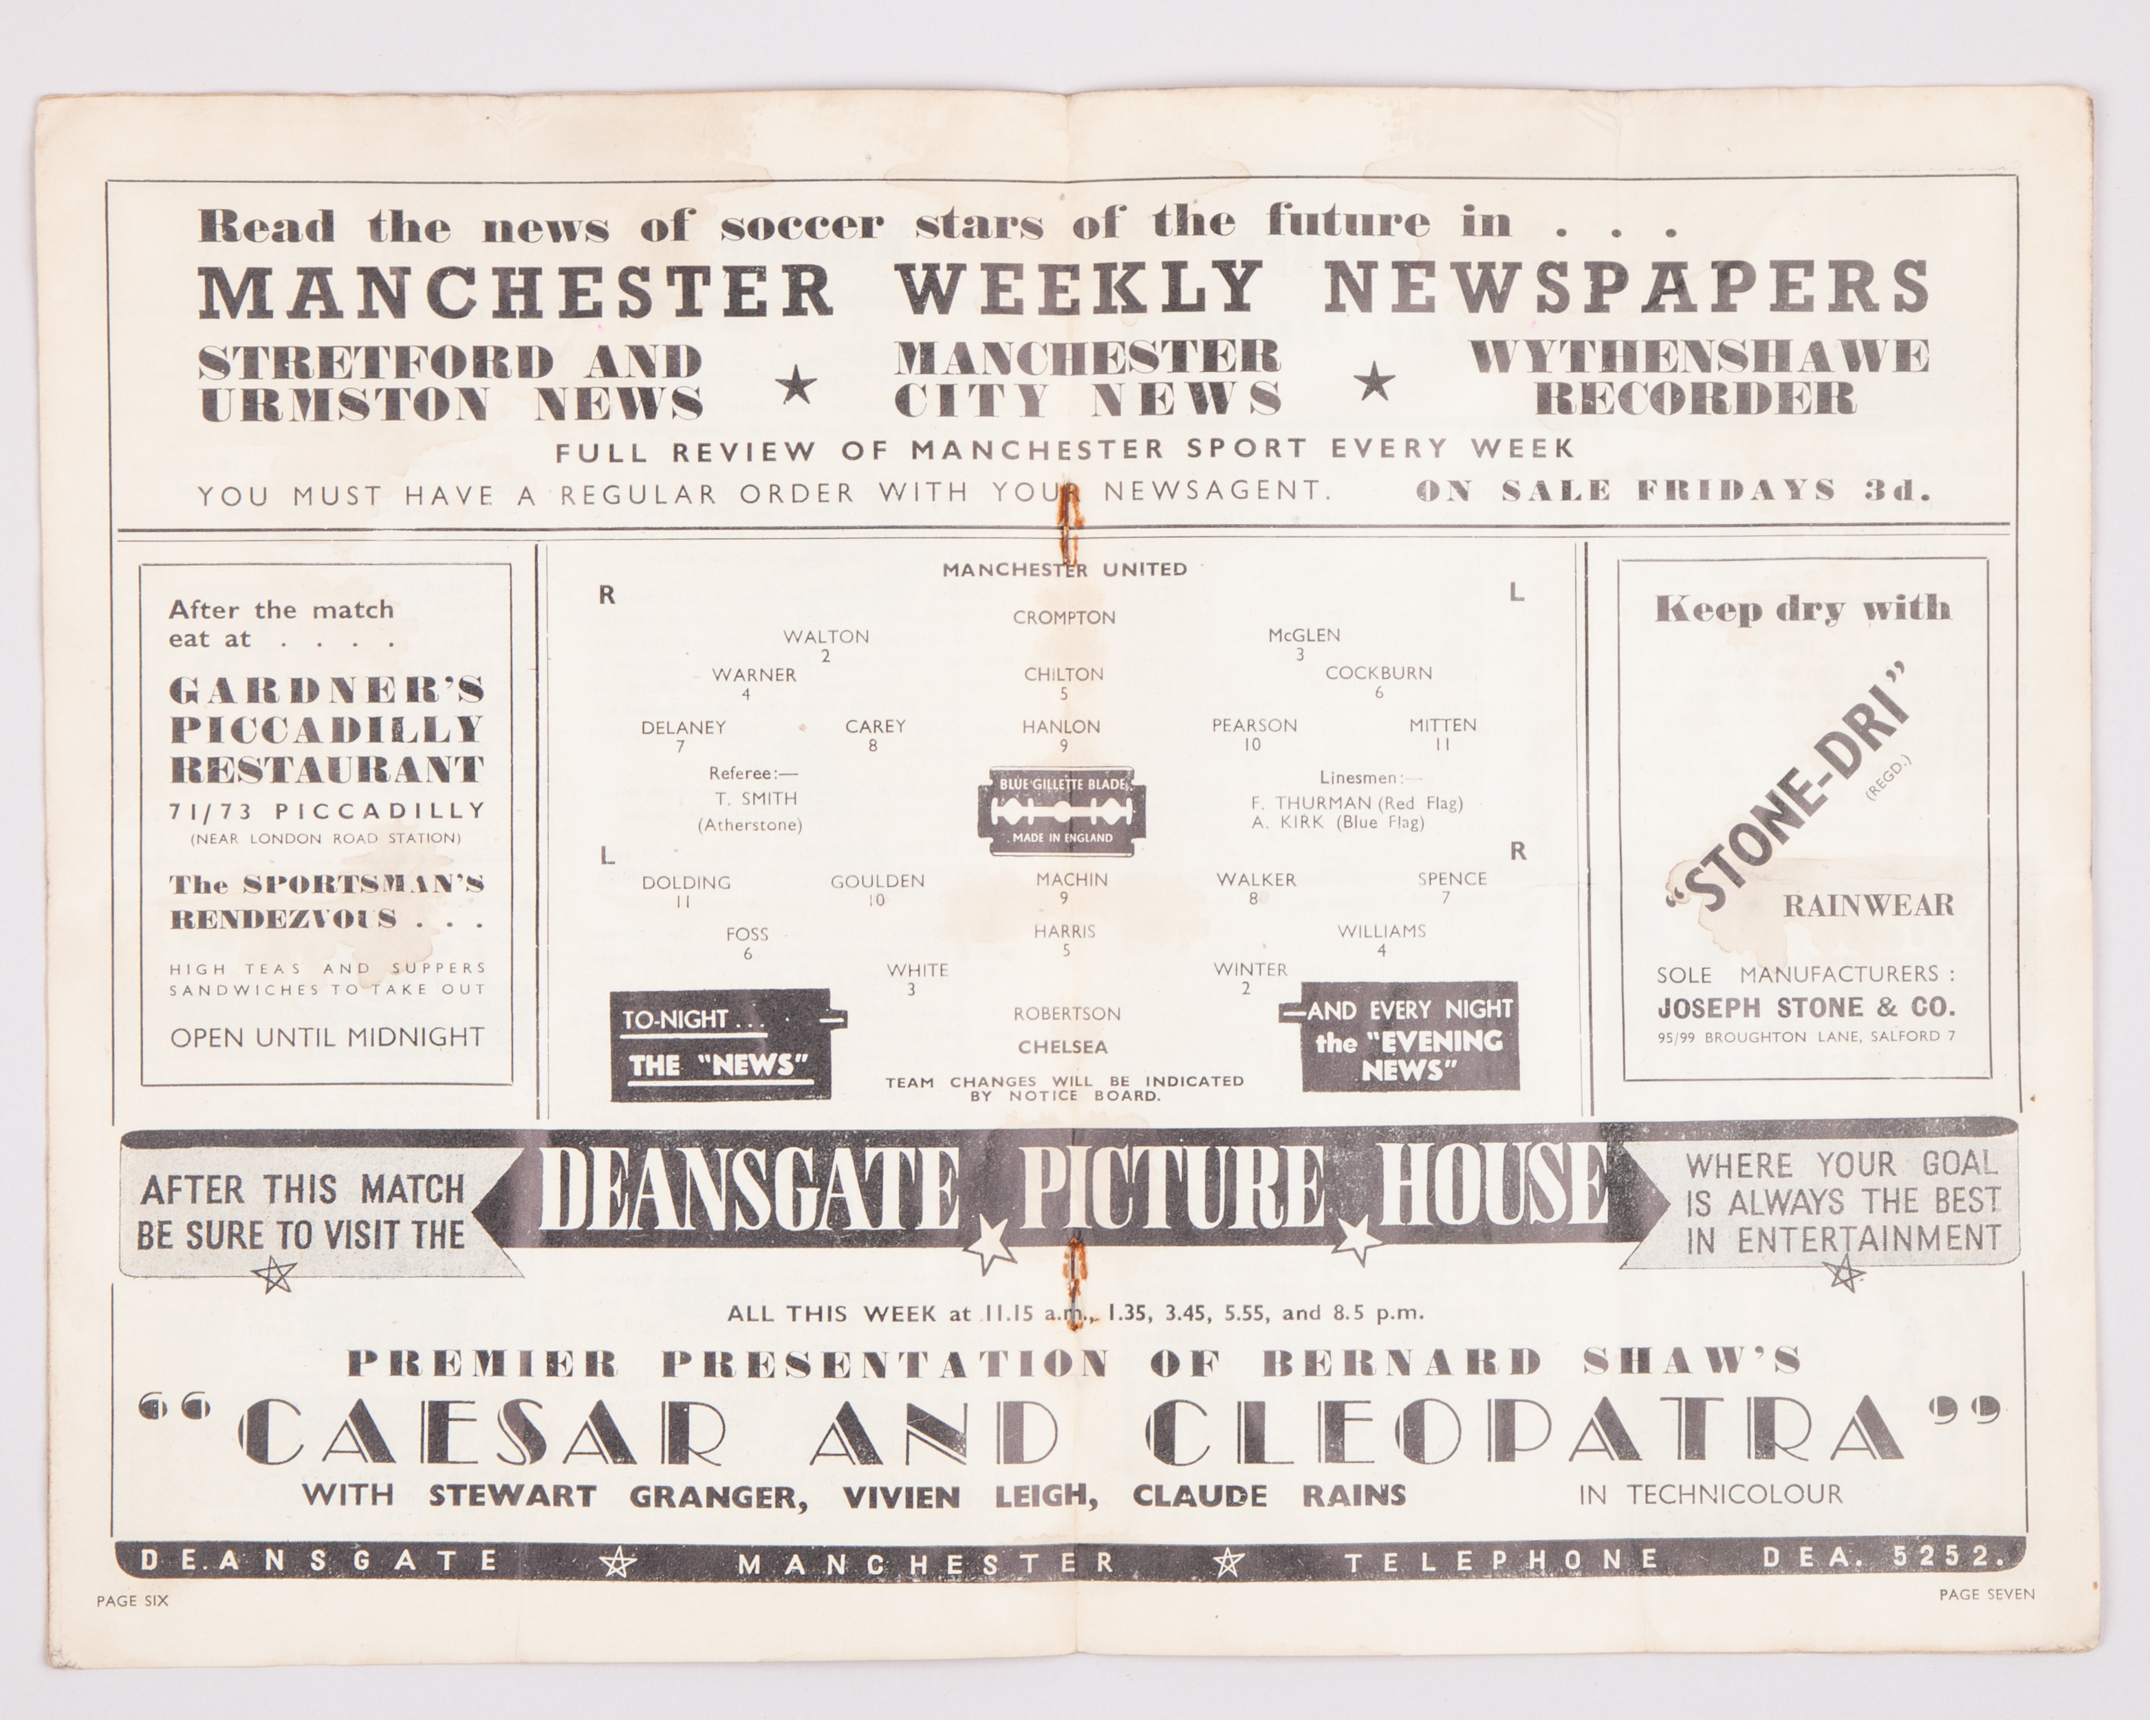 Read the news of soccer stars of the future in . . .
MANCHESTER WEEKLY NEWSPAPERS
STRETFORD AND URMSTON NEWS ★ MANCHESTER CITY NEWS ★ WYTHENSHAWE RECORDER
FULL REVIEW OF MANCHESTER SPORT EVERY WEEK
YOU MUST HAVE A REGULAR ORDER WITH YOUR NEWSAGENT. ON SALE FRIDAYS 3d.
After the match
eat at . . . .
GARDNER'S
PICCADILLY
RESTAURANT
71/73 PICCADILLY
(NEAR LONDON ROAD STATION)
The SPORTSMAN'S
RENDEZVOUS . . .
HIGH TEAS AND SUPPERS
SANDWICHES TO TAKE OUT
OPEN UNTIL MIDNIGHT
MANCHESTER UNITED
R L
CROMPTON
WALTON McGLEN
2 3
WARNER CHILTON COCKBURN
4 5 6
DELANEY CAREY HANLON PEARSON MITTEN
7 8 9 10 11
Referee:—
T. SMITH
(Atherstone)
BLUE GILLETTE BLADE
MADE IN ENGLAND
Linesmen:—
F. THURMAN (Red Flag)
A. KIRK (Blue Flag)
L R
DOLDING GOULDEN MACHIN WALKER SPENCE
11 10 9 8 7
FOSS HARRIS WILLIAMS
6 5 4
WHITE WINTER
3 2
ROBERTSON
CHELSEA
TEAM CHANGES WILL BE INDICATED
BY NOTICE BOARD.
TO-NIGHT ... —
THE "NEWS"
—AND EVERY NIGHT
the "EVENING
NEWS"
Keep dry with
"STONE-DRI"
(REGD.)
RAINWEAR
SOLE MANUFACTURERS :
JOSEPH STONE & CO.
95/99 BROUGHTON LANE, SALFORD 7
AFTER THIS MATCH
BE SURE TO VISIT THE
DEANSGATE PICTURE HOUSE
WHERE YOUR GOAL
IS ALWAYS THE BEST
IN ENTERTAINMENT
ALL THIS WEEK at 11.15 a.m., 1.35, 3.45, 5.55, and 8.5 p.m.
PREMIER PRESENTATION OF BERNARD SHAW'S
"CAESAR AND CLEOPATRA"
WITH STEWART GRANGER, VIVIEN LEIGH, CLAUDE RAINS IN TECHNICOLOUR
DEANSGATE ☆ MANCHESTER ☆ TELEPHONE DEA. 5252.
PAGE SIX PAGE SEVEN